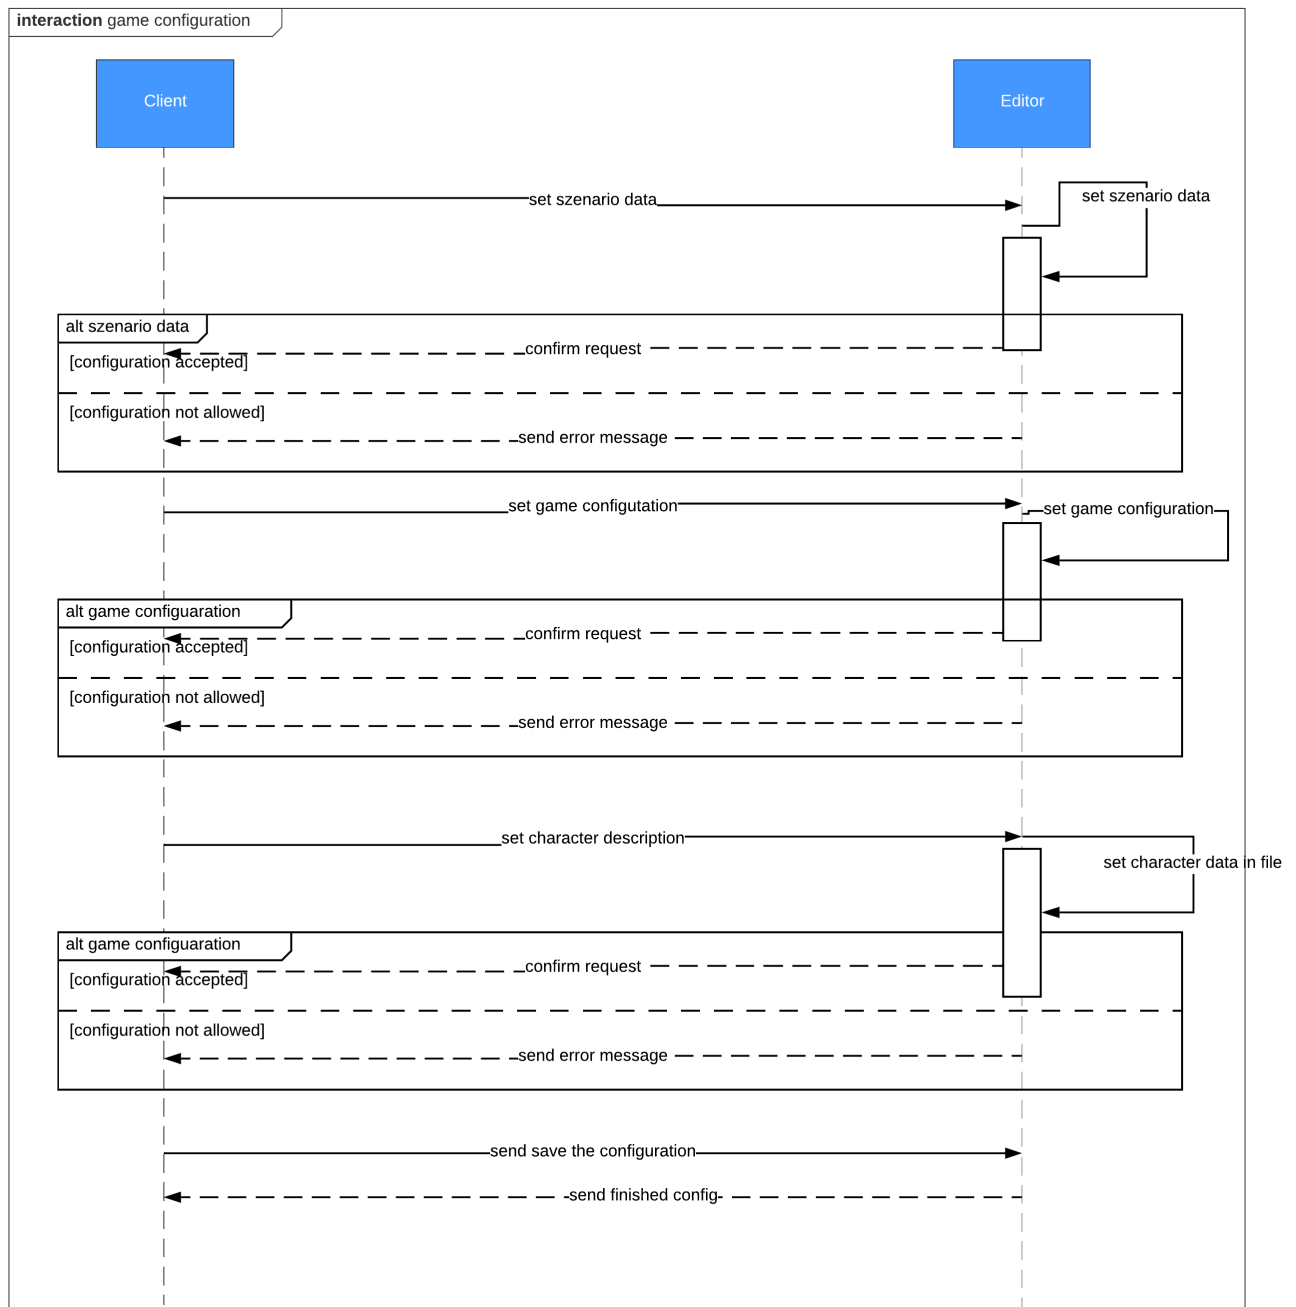 interaction game configuration
Client
Editor
set szenario data
set szenario data
alt szenario data
confirm request
[configuration accepted]
[configuration not allowed]
send error message
set game configutation
set game configuration
alt game configuaration
confirm request
[configuration accepted]
[configuration not allowed]
send error message
set character description
set character data in file
alt game configuaration
confirm request
[configuration accepted]
[configuration not allowed]
send error message
send save the configuration
send finished config